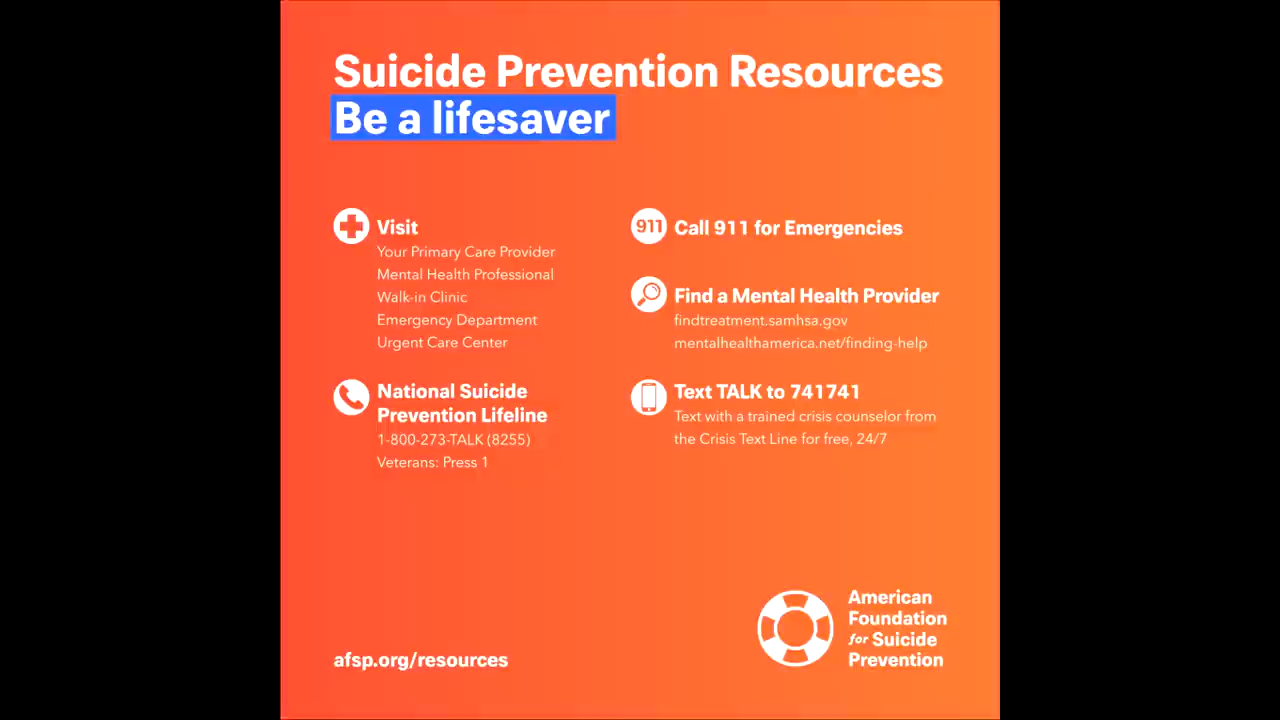 Suicide Prevention Resources
Be a lifesaver
Visit
Your Primary Care Provider
Mental Health Professional
Walk-in Clinic
Emergency Department
Urgent Care Center
National Suicide
Prevention Lifeline
1-800-273-TALK (8255)
Veterans: Press 1
911
Call 911 for Emergencies
Find a Mental Health Provider
findtreatment.samhsa.gov
mentalhealthamerica.net/finding-help
Text TALK to 741741
Text with a trained crisis counselor from
the Crisis Text Line for free, 24/7
afsp.org/resources
American
Foundation
for Suicide
Prevention